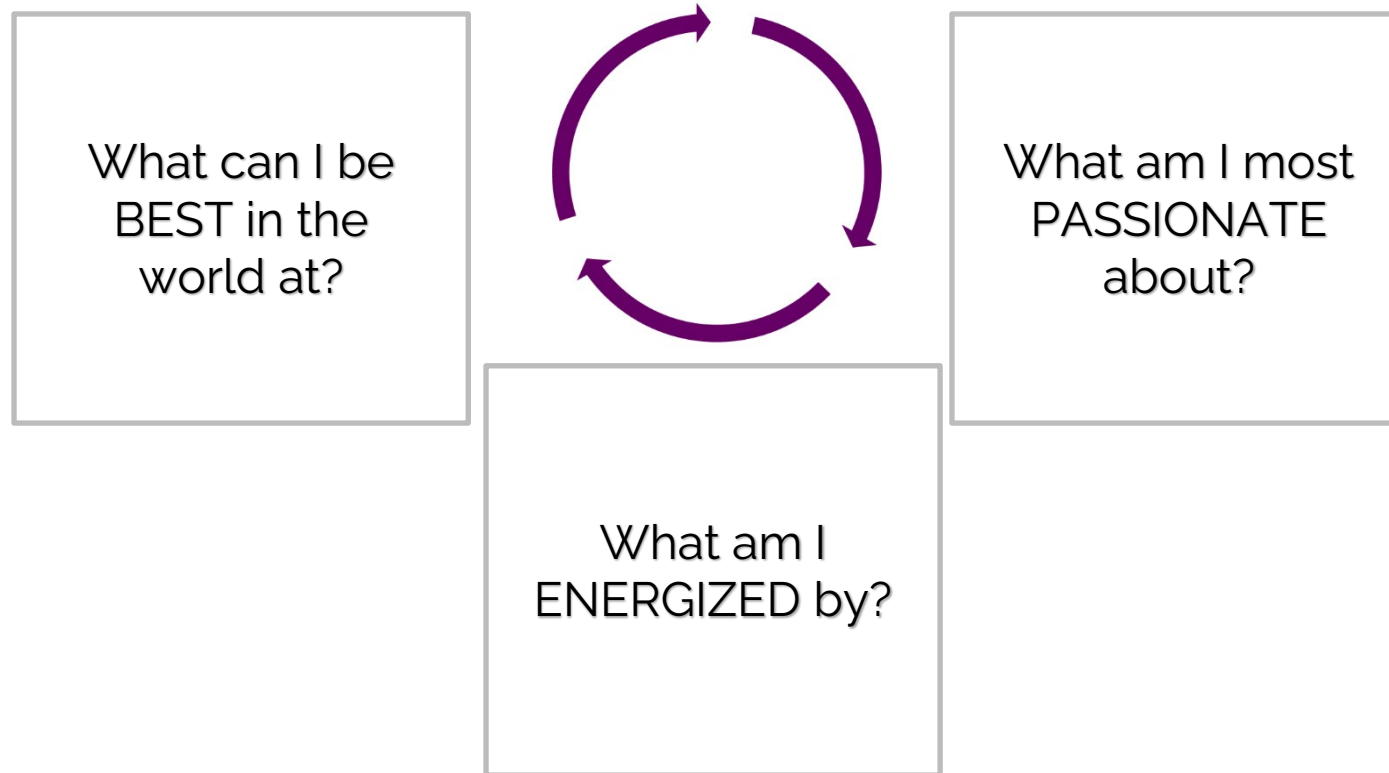 What can I be
BEST in the
world at?
What am I most
PASSIONATE
about?
What am I
ENERGIZED by?